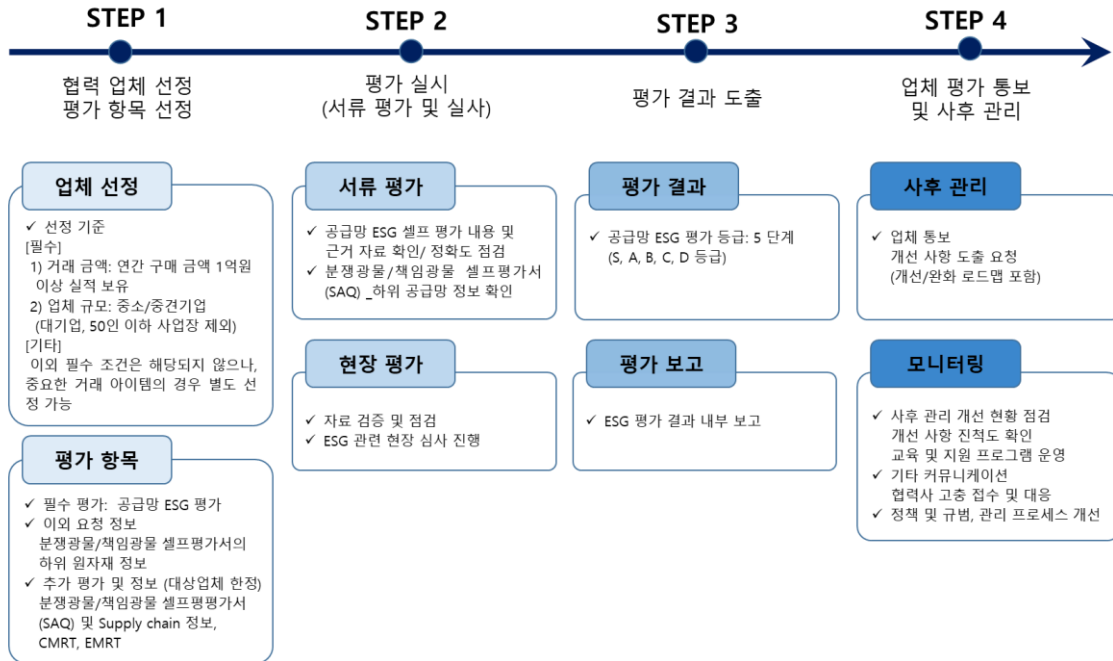 STEP 1
협력 업체 선정
평가 항목 선정
STEP 2
평가 실시
(서류 평가 및 실사)
STEP 3
평가 결과 도출
STEP 4
업체 평가 통보
및 사후 관리
업체 선정
✓ 선정 기준
[필수]
1) 거래 금액: 연간 구매 금액 1억원
이상 실적 보유
2) 업체 규모: 중소/중견기업
(대기업, 50인 이하 사업장 제외)
[기타]
이외 필수 조건은 해당되지 않으나,
중요한 거래 아이템의 경우 별도 선
정 가능
평가 항목
✓ 필수 평가: 공급망 ESG 평가
✓ 이외 요청 정보
분쟁광물/책임광물 셀프평가서의
하위 원자재 정보
✓ 추가 평가 및 정보 (대상업체 한정)
분쟁광물/책임광물 셀프평평가서
(SAQ) 및 Supply chain 정보,
CMRT, EMRT
서류 평가
✓ 공급망 ESG 셀프 평가 내용 및
근거 자료 확인/ 정확도 점검
✓ 분쟁광물/책임광물 셀프평가서
(SAQ) _하위 공급망 정보 확인
현장 평가
✓ 자료 검증 및 점검
✓ ESG 관련 현장 심사 진행
평가 결과
✓ 공급망 ESG 평가 등급: 5 단계
(S, A, B, C, D 등급)
평가 보고
✓ ESG 평가 결과 내부 보고
사후 관리
✓ 업체 통보
개선 사항 도출 요청
(개선/완화 로드맵 포함)
모니터링
✓ 사후 관리 개선 현황 점검
개선 사항 진척도 확인
교육 및 지원 프로그램 운영
✓ 기타 커뮤니케이션
협력사 고충 접수 및 대응
✓ 정책 및 규범, 관리 프로세스 개선